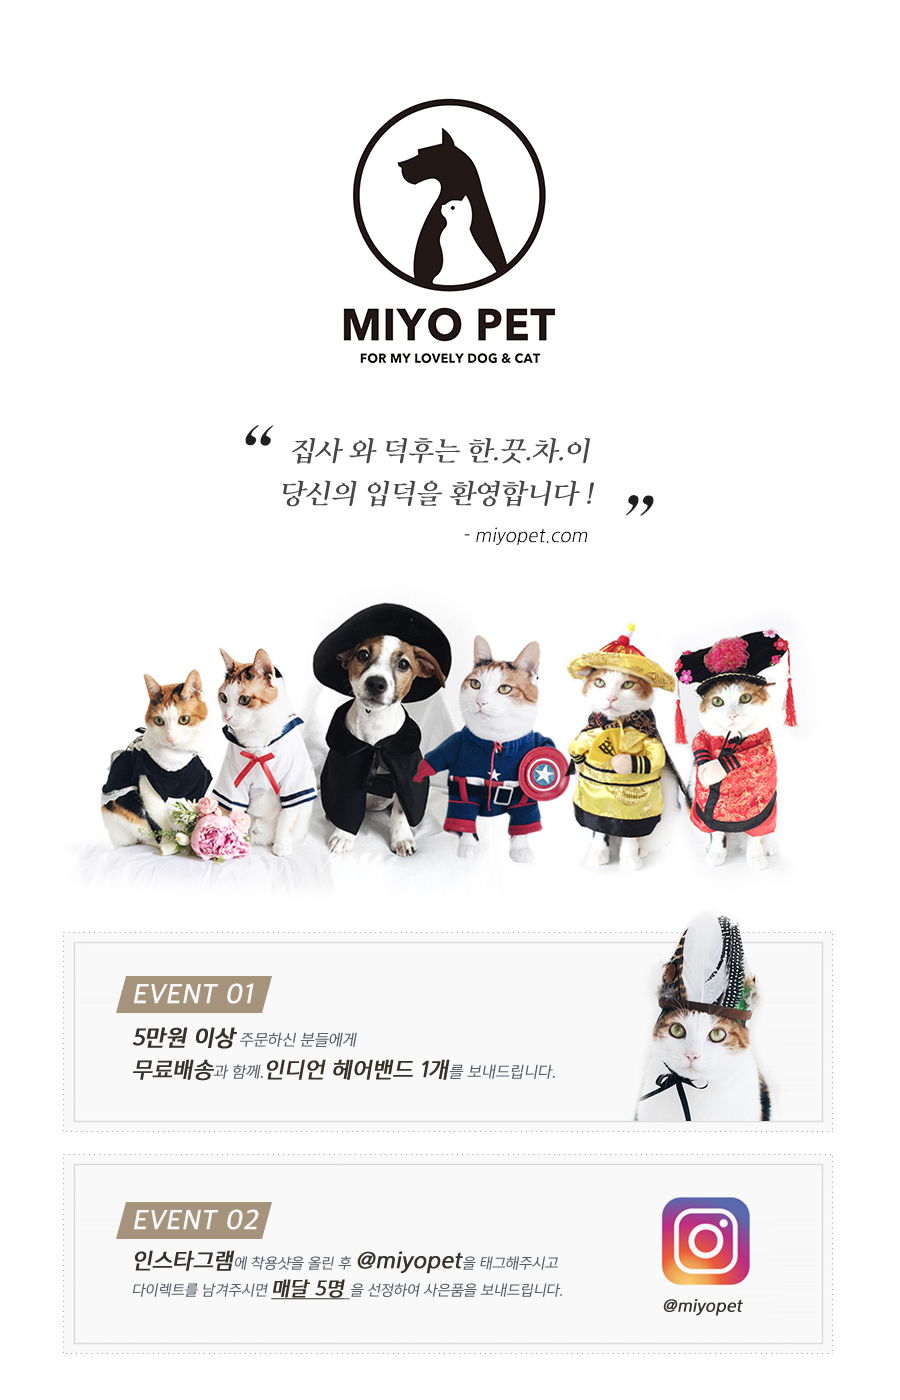 MIYO PET
FOR MY LOVELY DOG & CAT
“ 집사 와 덕후는 한.끗.차.이
당신의 입덕을 환영합니다 ! ”
- miyopet.com
EVENT 01
5만원 이상 주문하신 분들에게
무료배송과 함께.인디언 헤어밴드 1개를 보내드립니다.
EVENT 02
인스타그램에 착용샷을 올린 후 @miyopet을 태그해주시고
다이렉트를 남겨주시면 매달 5명 을 선정하여 사은품을 보내드립니다.
@miyopet